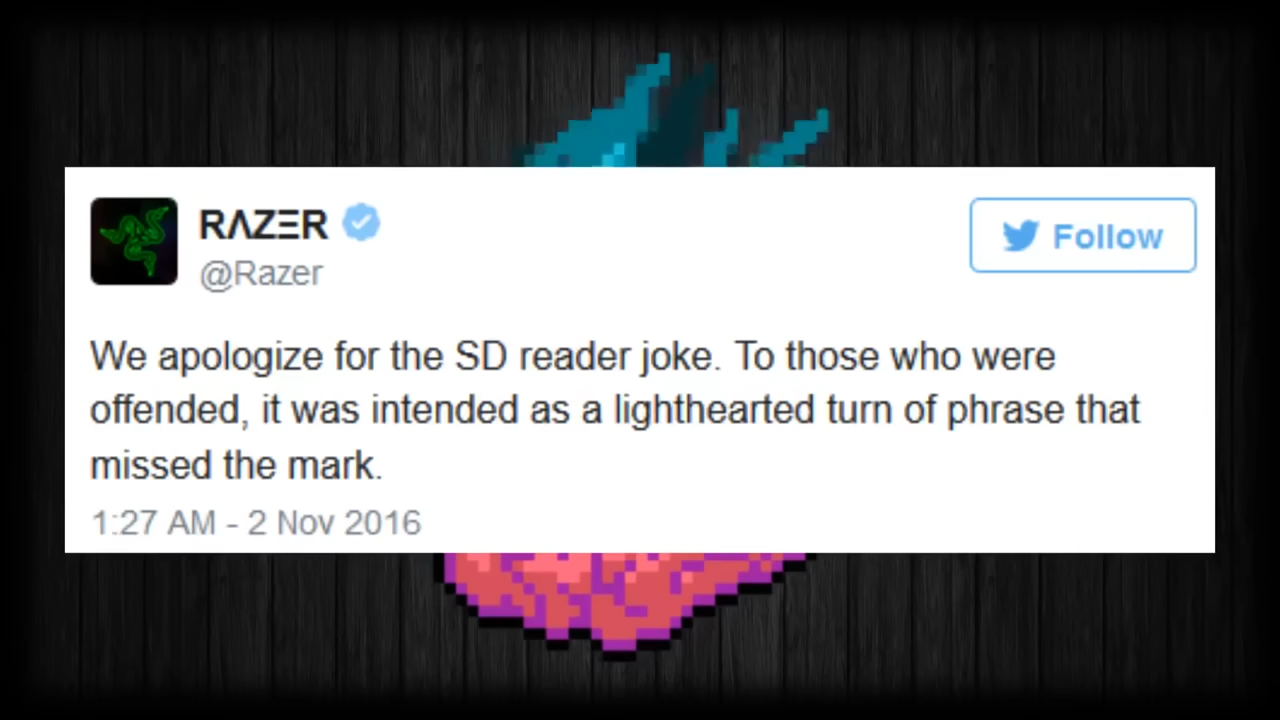 RAZER
@Razer
Follow
We apologize for the SD reader joke. To those who were
offended, it was intended as a lighthearted turn of phrase that
missed the mark.
1:27 AM - 2 Nov 2016